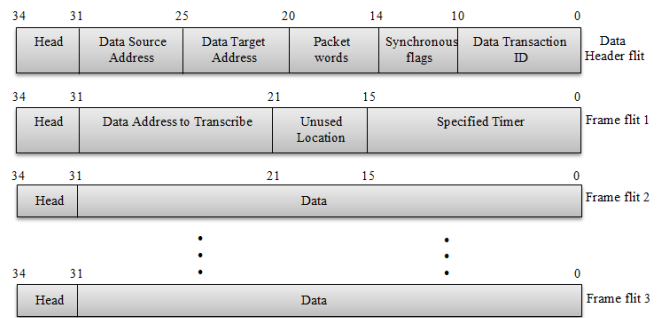 34 31 25 20 14 10 0
Head Data Source Address Data Target Address Packet words Synchronous flags Data Transaction ID Data Header flit
34 31 21 15 0
Head Data Address to Transcribe Unused Location Specified Timer Frame flit 1
34 31 21 15 0
Head Data Frame flit 2
34 31 0
Head Data Frame flit 3